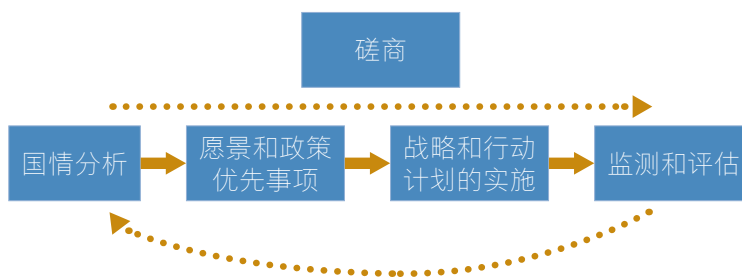 磋商
国情分析
愿景和政策
优先事项
战略和行动
计划的实施
监测和评估